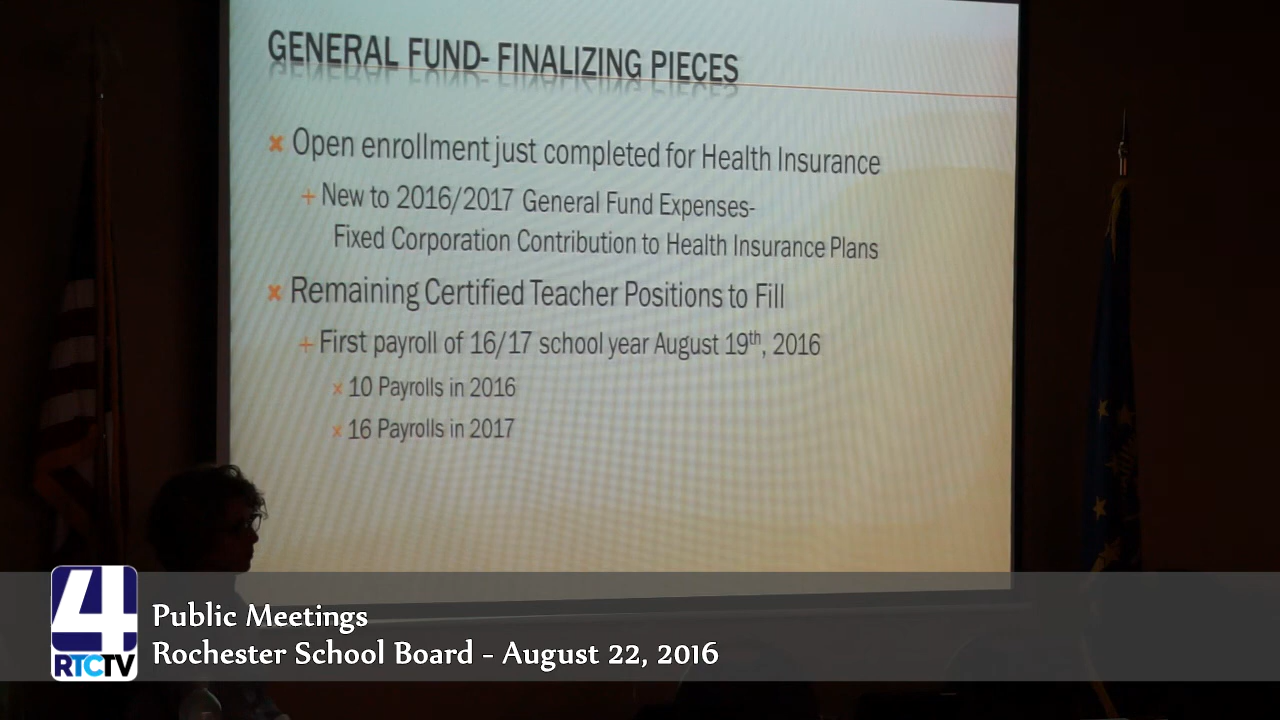 GENERAL FUND- FINALIZING PIECES
Open enrollment just completed for Health Insurance
New to 2016/2017 General Fund Expenses-
Fixed Corporation Contribution to Health Insurance Plans
Remaining Certified Teacher Positions to Fill
First payroll of 16/17 school year August 19th, 2016
10 Payrolls in 2016
16 Payrolls in 2017
4
RTCTV
Public Meetings
Rochester School Board - August 22, 2016